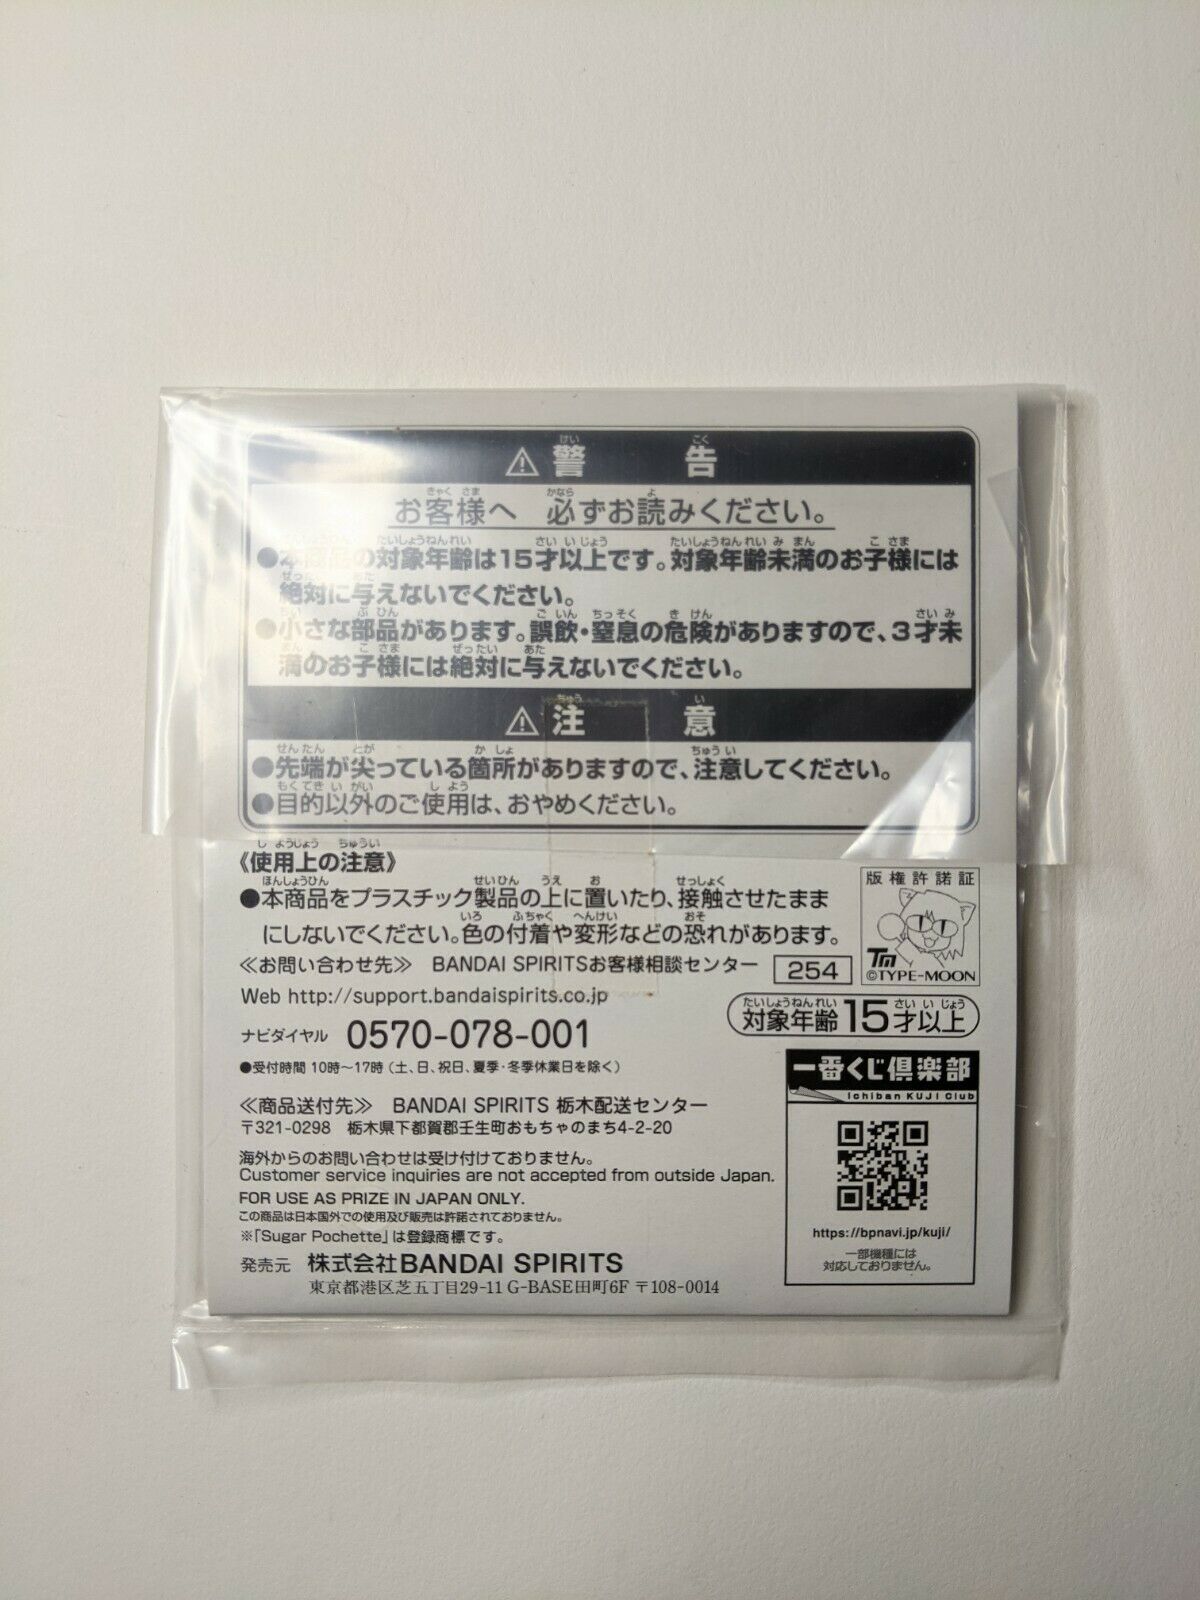 ⚠警告
お客様へ 必ずお読みください。
●本商品の対象年齢は15才以上です。対象年齢未満のお子様には
絶対に与えないでください。
●小さな部品があります。誤飲・窒息の危険がありますので、3才未
満のお子様には絶対に与えないでください。
⚠注意
●先端が尖っている箇所がありますので、注意してください。
●目的以外のご使用は、おやめください。
《使用上の注意》
●本商品をプラスチック製品の上に置いたり、接触させたまま
にしないでください。色の付着や変形などの恐れがあります。
≪お問い合わせ先≫ BANDAI SPIRITSお客様相談センター 254
Web http://support.bandaispirits.co.jp
ナビダイヤル 0570-078-001
●受付時間 10時〜17時(土、日、祝日、夏季・冬季休業日を除く)
≪商品送付先≫ BANDAI SPIRITS 栃木配送センター
〒321-0298 栃木県下都賀郡壬生町おもちゃのまち4-2-20
海外からのお問い合わせは受け付けておりません。
Customer service inquiries are not accepted from outside Japan.
FOR USE AS PRIZE IN JAPAN ONLY.
この商品は日本国外での使用及び販売は許諾されておりません。
※「Sugar Pochette」は登録商標です。
発売元 株式会社BANDAI SPIRITS
東京都港区芝五丁目29-11 G-BASE田町6F 〒108-0014
版権許諾証
TM
©TYPE-MOON
対象年齢15才以上
一番くじ倶楽部
Ichiban KUJI Club
https://bpnavi.jp/kuji/
一部機種には
対応しておりません。